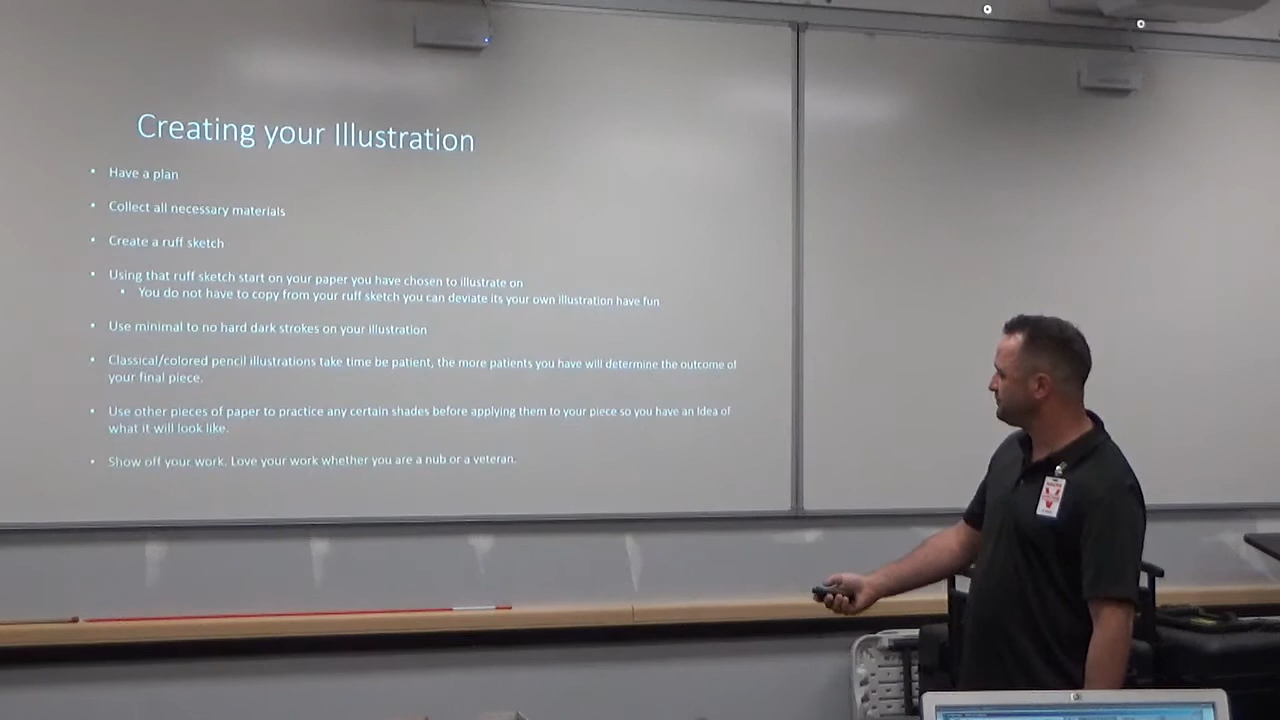 Creating your Illustration
• Have a plan
• Collect all necessary materials
• Create a ruff sketch
• Using that ruff sketch start on your paper you have chosen to illustrate on
• You do not have to copy from your ruff sketch you can deviate its your own illustration have fun
• Use minimal to no hard dark strokes on your illustration
• Classical/colored pencil illustrations take time be patient, the more patients you have will determine the outcome of
your final piece.
• Use other pieces of paper to practice any certain shades before applying them to your piece so you have an idea of
what it will look like.
• Show off your work. Love your work whether you are a nub or a veteran.